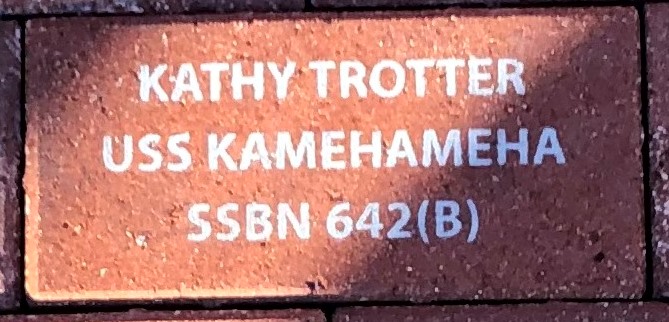 KATHY TROTTER
USS KAMEHAMEHA
SSBN 642(B)